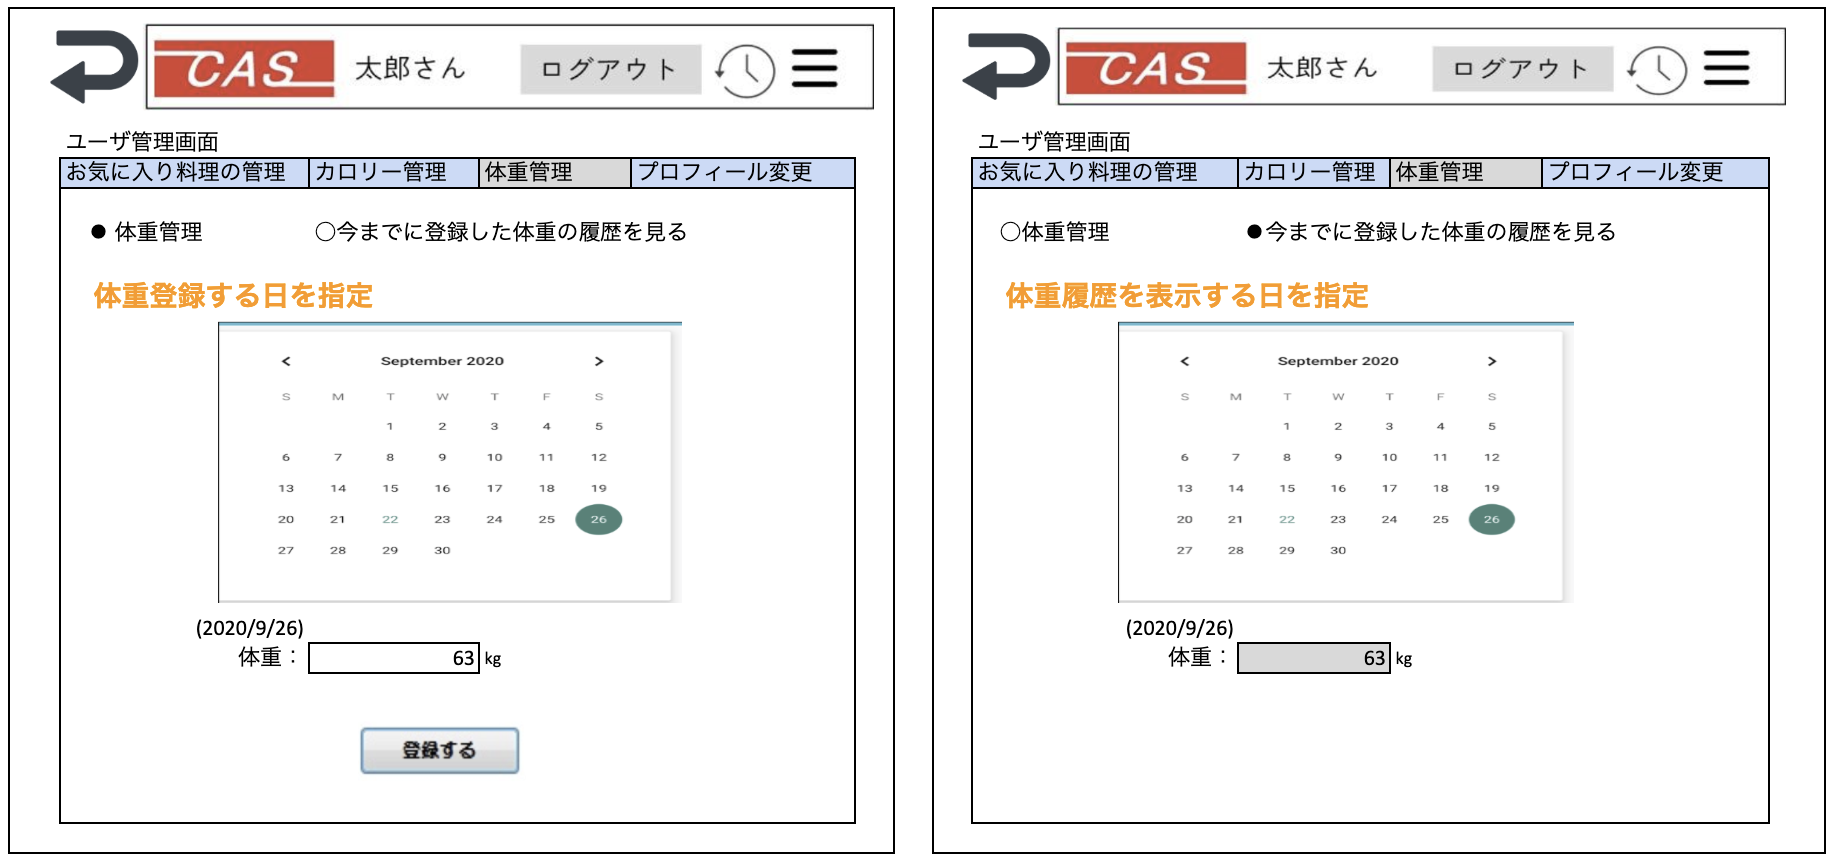 CAS 太郎さん ログアウト
ユーザ管理画面
お気に入り料理の管理 カロリー管理 体重管理 プロフィール変更
● 体重管理 ○今までに登録した体重の履歴を見る
体重登録する日を指定
< September 2020 >
S M T W T F S
1 2 3 4 5
6 7 8 9 10 11 12
13 14 15 16 17 18 19
20 21 22 23 24 25 26
27 28 29 30
(2020/9/26)
体重： 63 kg
登録する
CAS 太郎さん ログアウト
ユーザ管理画面
お気に入り料理の管理 カロリー管理 体重管理 プロフィール変更
○体重管理 ●今までに登録した体重の履歴を見る
体重履歴を表示する日を指定
< September 2020 >
S M T W T F S
1 2 3 4 5
6 7 8 9 10 11 12
13 14 15 16 17 18 19
20 21 22 23 24 25 26
27 28 29 30
(2020/9/26)
体重： 63 kg